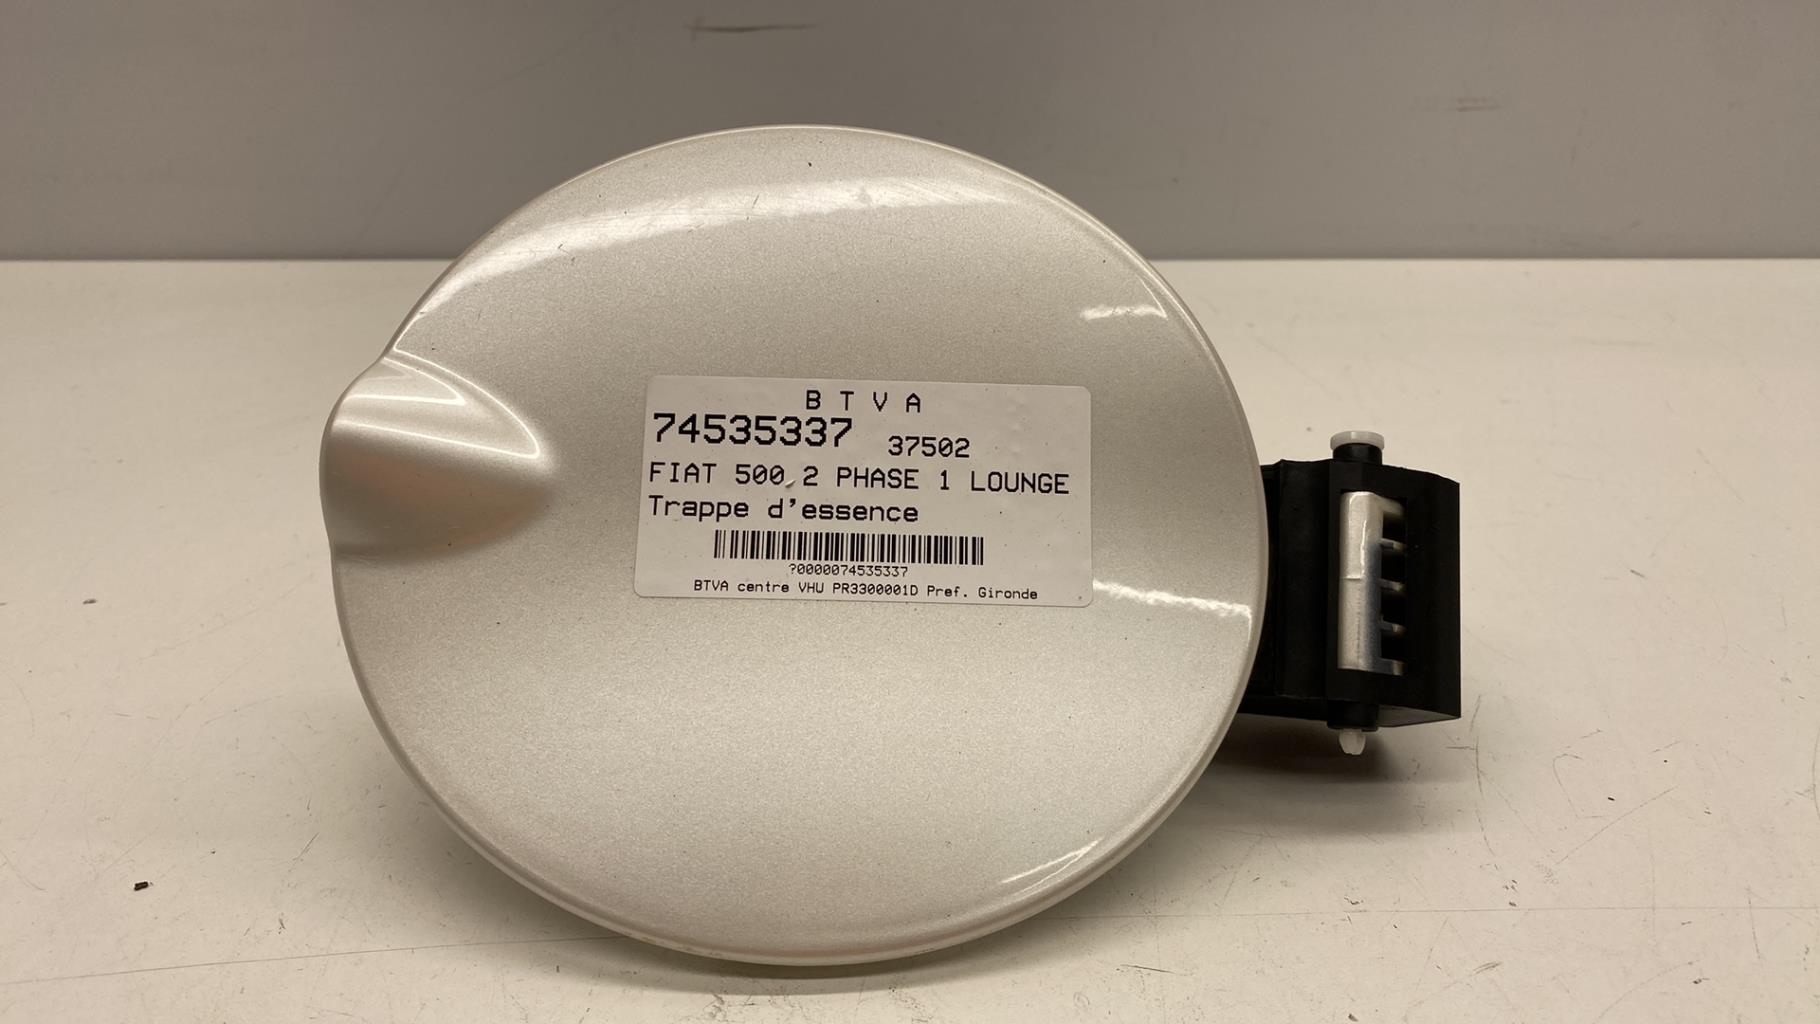 B T V A
74535337 37502
FIAT 500 2 PHASE 1 LOUNGE
Trappe d'essence
?0000074535337
BTVA centre VHU PR3300001D Pref. Gironde